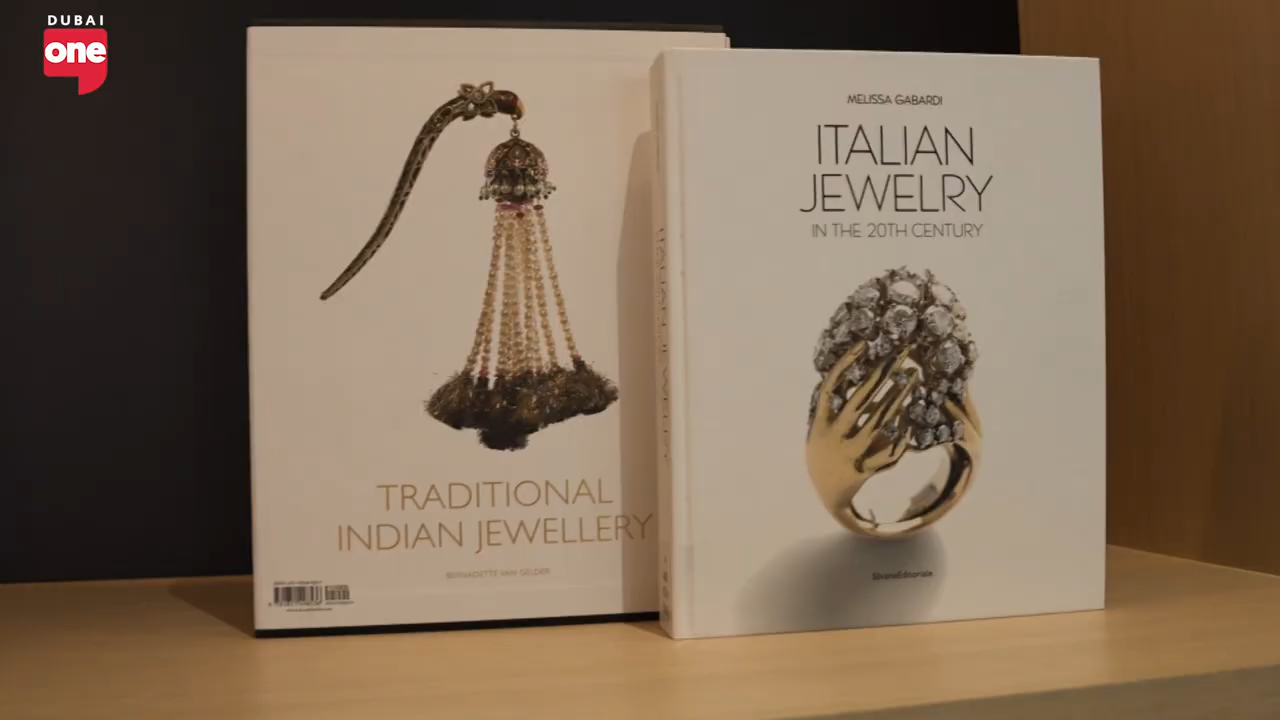 DUBAI
one
TRADITIONAL
INDIAN JEWELLERY
BERNADETTE VAN GELDER
MELISSA GABARDI
ITALIAN
JEWELRY
IN THE 20TH CENTURY
SilvanaEditoriale